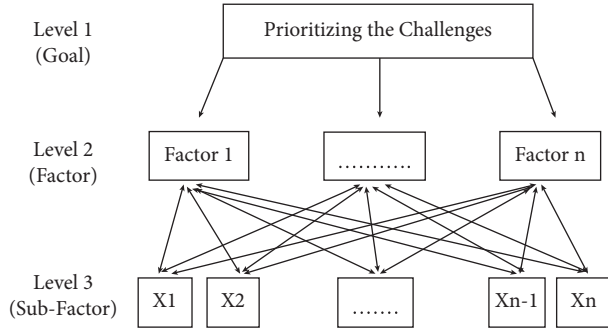 Level 1
(Goal)
Prioritizing the Challenges
Level 2
(Factor)
Factor 1
............
Factor n
Level 3
(Sub-Factor)
X1
X2
.......
Xn-1
Xn